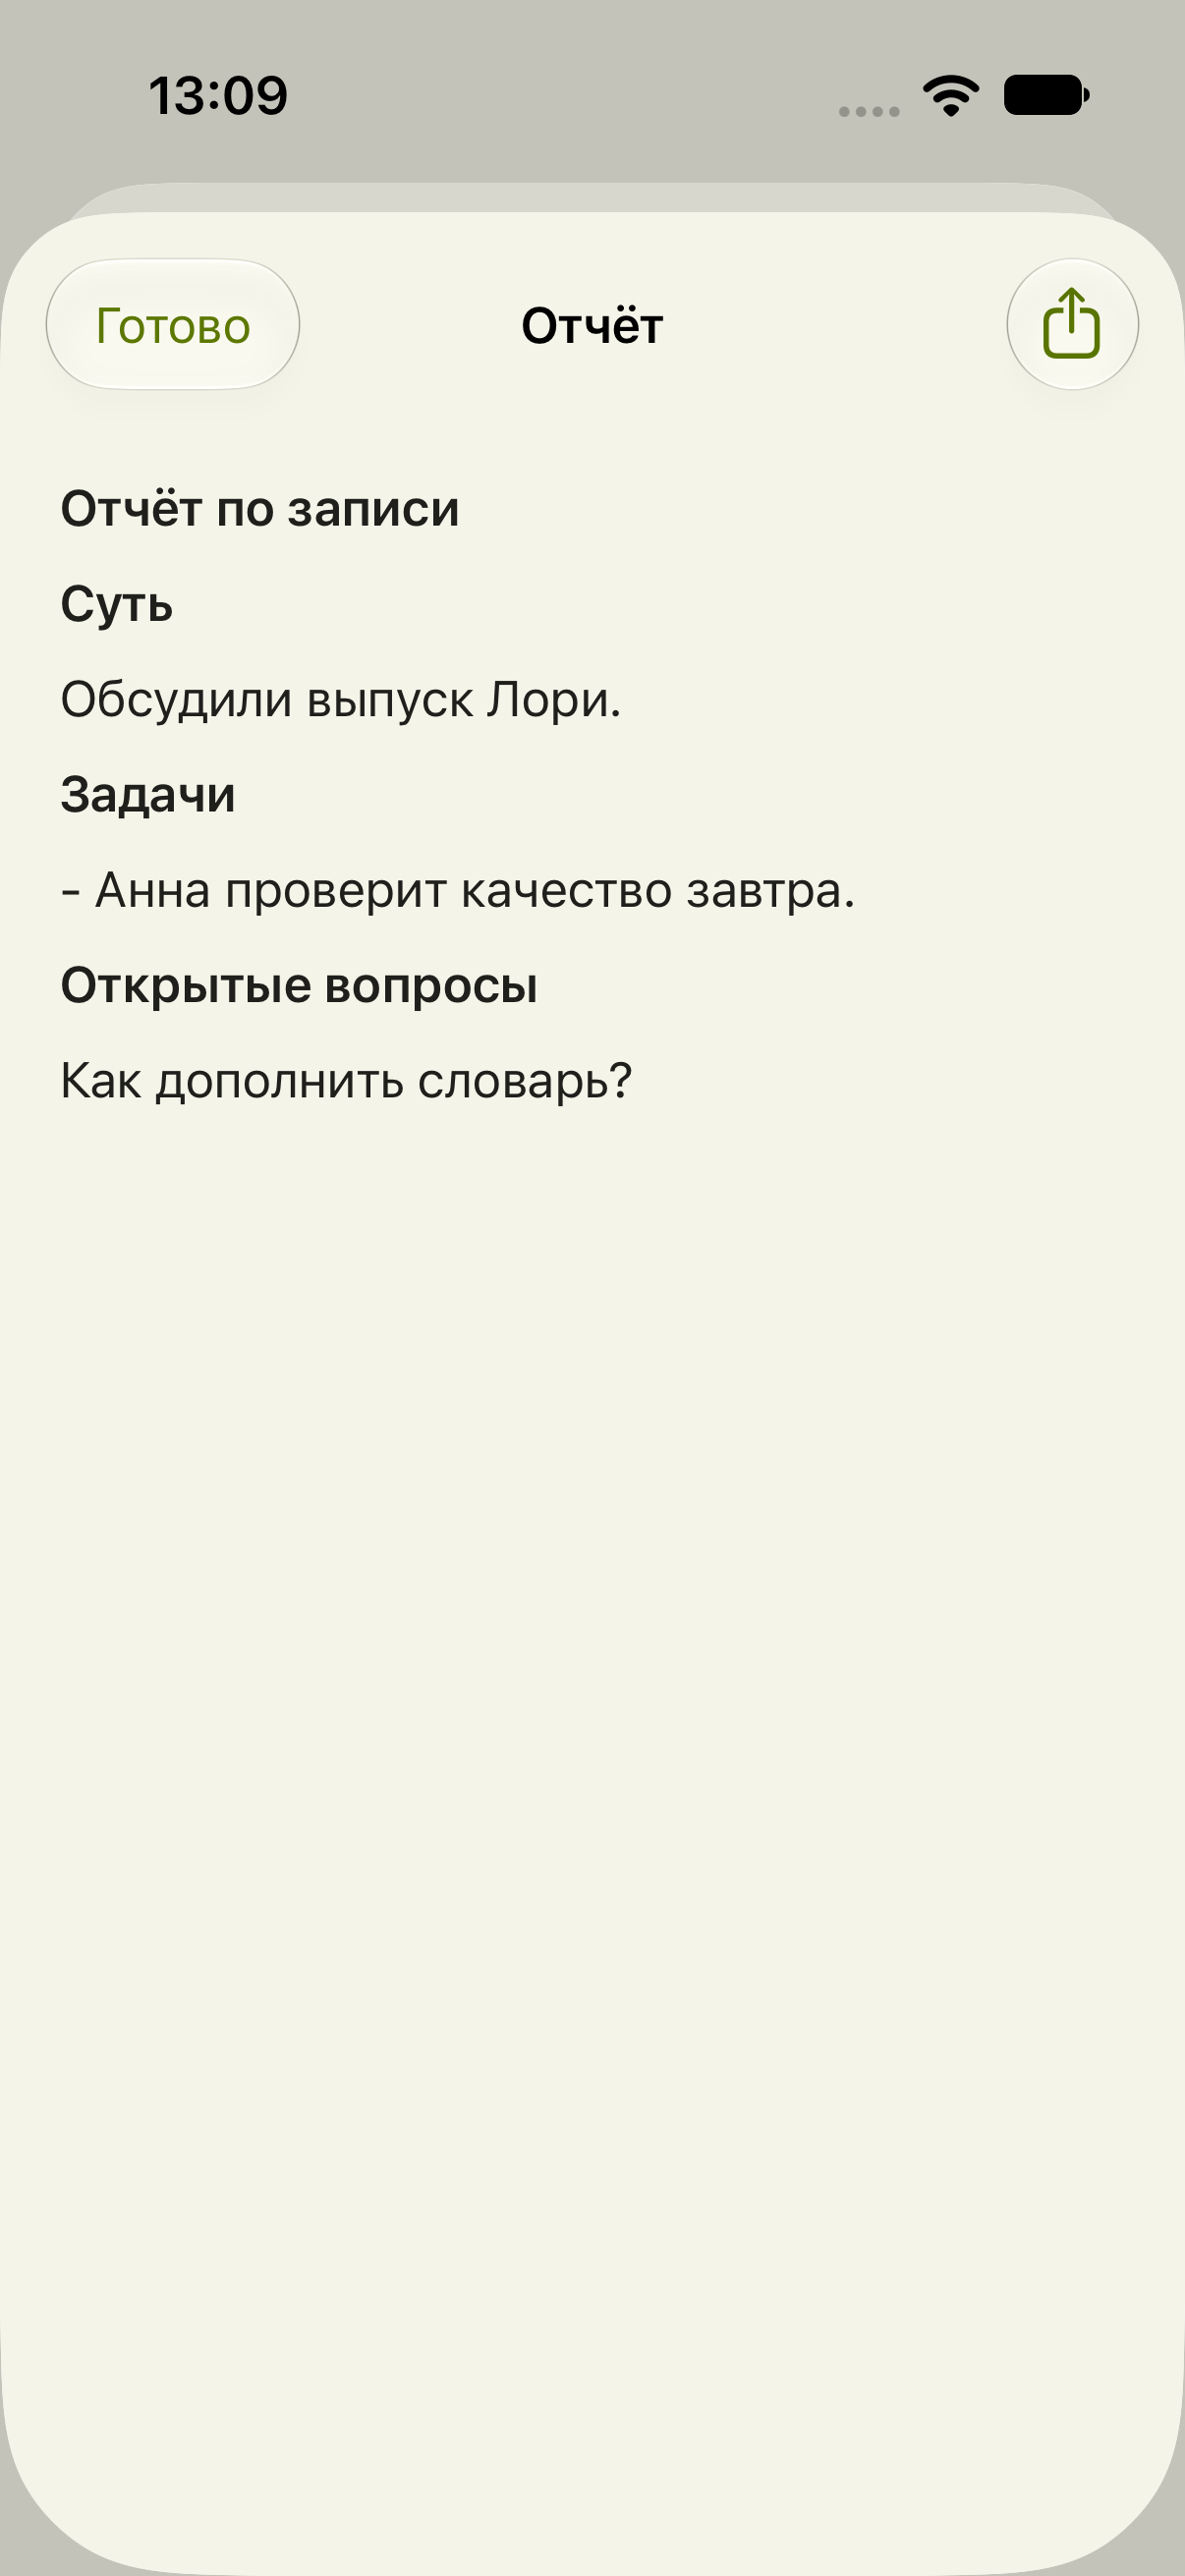 13:09
Готово
Отчёт
Отчёт по записи
Суть
Обсудили выпуск Лори.
Задачи
- Анна проверит качество завтра.
Открытые вопросы
Как дополнить словарь?